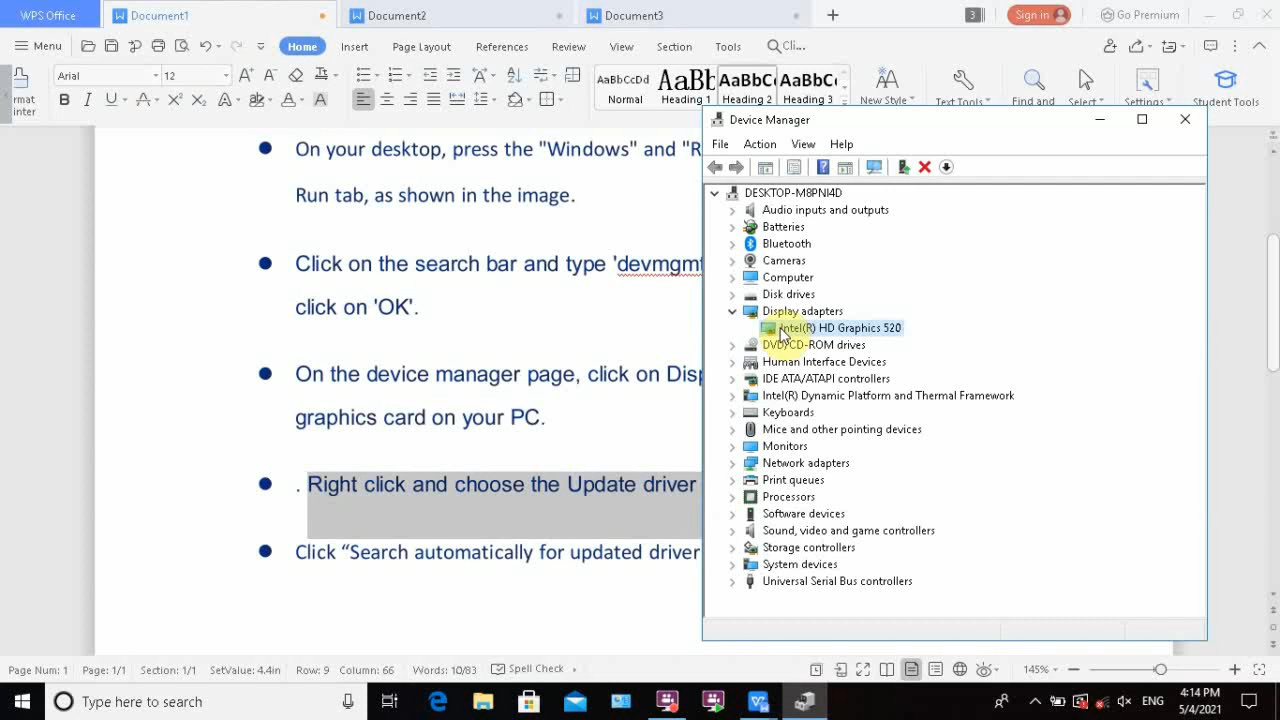 WPS Office
Document1
Document2
Document3
3
Sign in
Go Premium
Menu
Home
Insert
Page Layout
References
Review
View
Section
Tools
Cli...
Arial
12
AaBbCcDd
Normal
AaBb
Heading 1
AaBbC
Heading 2
AaBbC
Heading 3
New Style
Text Tools
Find and
Select
Settings
Student Tools
rmat
inter
On your desktop, press the "Windows" and "R
Run tab, as shown in the image.
Click on the search bar and type 'devmgmt
click on 'OK'.
On the device manager page, click on Disp
graphics card on your PC.
. Right click and choose the Update driver
Click “Search automatically for updated driver
Device Manager
File
Action
View
Help
DESKTOP-M8PNI4D
Audio inputs and outputs
Batteries
Bluetooth
Cameras
Computer
Disk drives
Display adapters
Intel(R) HD Graphics 520
DVD/CD-ROM drives
Human Interface Devices
IDE ATA/ATAPI controllers
Intel(R) Dynamic Platform and Thermal Framework
Keyboards
Mice and other pointing devices
Monitors
Network adapters
Print queues
Processors
Software devices
Sound, video and game controllers
Storage controllers
System devices
Universal Serial Bus controllers
Page Num: 1
Page: 1/1
Section: 1/1
SetValue: 4.4in
Row: 9
Column: 66
Words: 10/83
Spell Check
145%
Type here to search
ENG
4:14 PM
5/4/2021